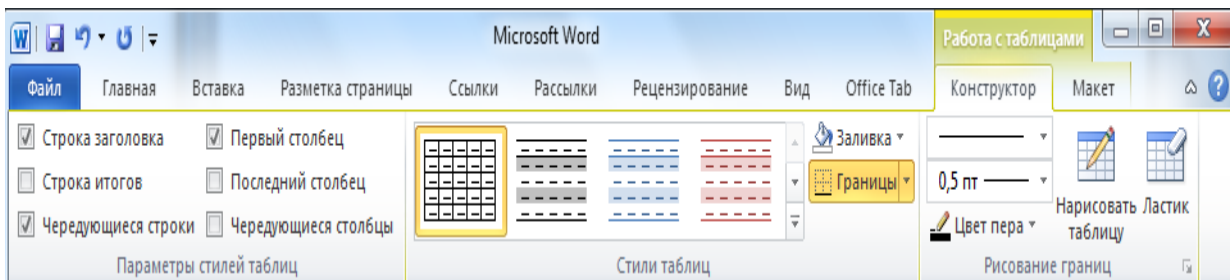 Microsoft Word
Работа с таблицами
Файл Главная Вставка Разметка страницы Ссылки Рассылки Рецензирование Вид Office Tab Конструктор Макет
Строка заголовка Первый столбец Заливка
Строка итогов Последний столбец Границы 0,5 пт
Чередующиеся строки Чередующиеся столбцы Цвет пера
Нарисовать таблицу Ластик
Параметры стилей таблиц Стили таблиц Рисование границ